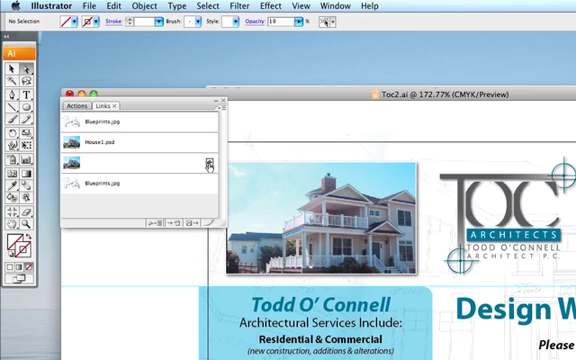 Illustrator File Edit Object Type Select Filter Effect View Window Help
No Selection Stroke: Brush: Style: Opacity: 18 %
Ai
Actions Links
Toc2.ai @ 172.77% (CMYK/Preview)
Blueprints.jpg
House1.psd
Blueprints.jpg
TOC
ARCHITECTS
TODD O'CONNELL
ARCHITECT P.C.
Todd O' Connell
Architectural Services Include:
Residential & Commercial
(new construction, additions & alterations)
Design W
Please